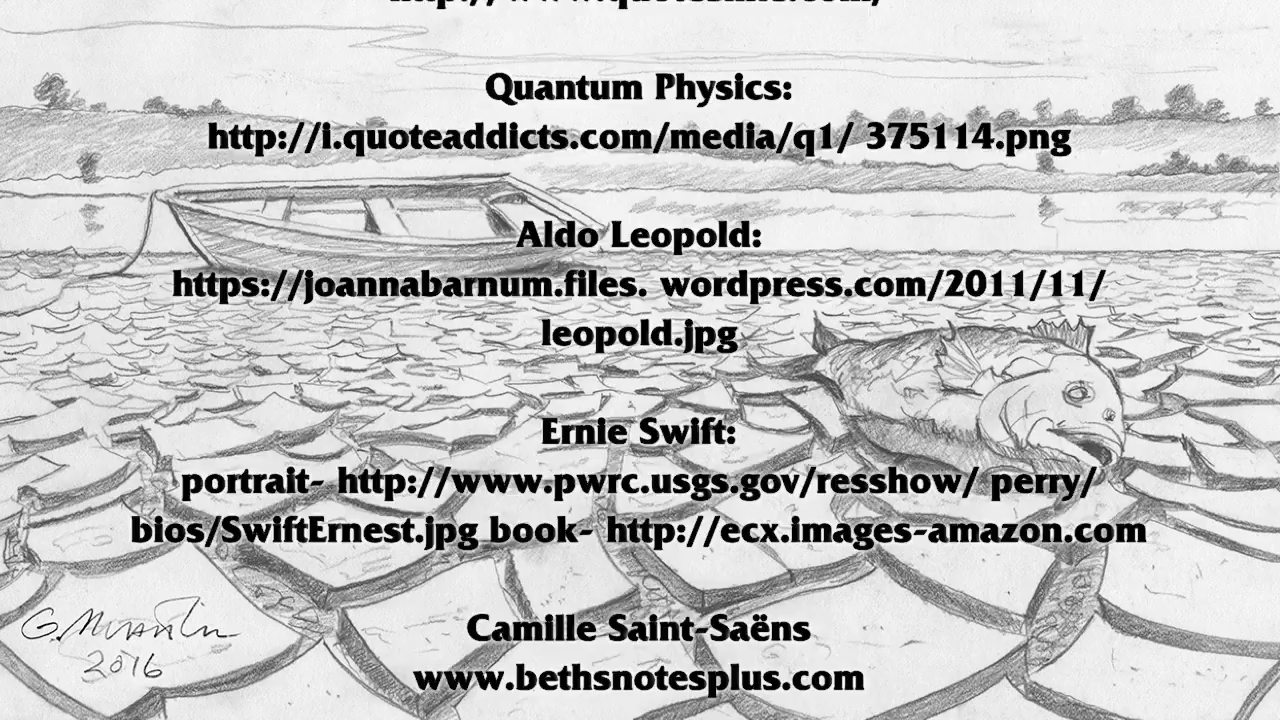 Quantum Physics:
http://i.quoteaddicts.com/media/q1/ 375114.png
Aldo Leopold:
https://joannabarnum.files. wordpress.com/2011/11/
leopold.jpg
Ernie Swift:
portrait- http://www.pwrc.usgs.gov/resshow/ perry/
bios/SwiftErnest.jpg book- http://ecx.images-amazon.com
Camille Saint-Saëns
www.bethsnotesplus.com
2016